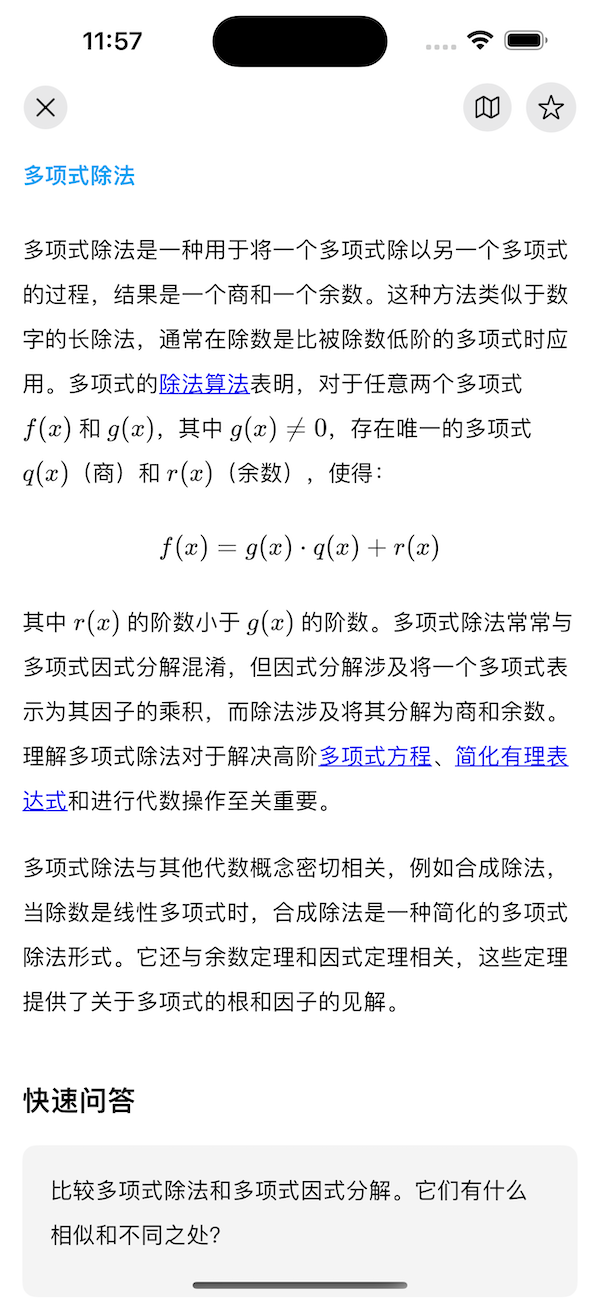 11:57
多项式除法
多项式除法是一种用于将一个多项式除以另一个多项式
的过程，结果是一个商和一个余数。这种方法类似于数
字的长除法，通常在除数是比被除数低阶的多项式时应
用。多项式的除法算法表明，对于任意两个多项式
f(x) 和 g(x)，其中 g(x) ≠ 0，存在唯一的多项式
q(x)（商）和 r(x)（余数），使得：
f(x) = g(x) · q(x) + r(x)
其中 r(x) 的阶数小于 g(x) 的阶数。多项式除法常常与
多项式因式分解混淆，但因式分解涉及将一个多项式表
示为其因子的乘积，而除法涉及将其分解为商和余数。
理解多项式除法对于解决高阶多项式方程、简化有理表
达式和进行代数操作至关重要。
多项式除法与其他代数概念密切相关，例如合成除法，
当除数是线性多项式时，合成除法是一种简化的多项式
除法形式。它还与余数定理和因式定理相关，这些定理
提供了关于多项式的根和因子的见解。
快速问答
比较多项式除法和多项式因式分解。它们有什么
相似和不同之处？